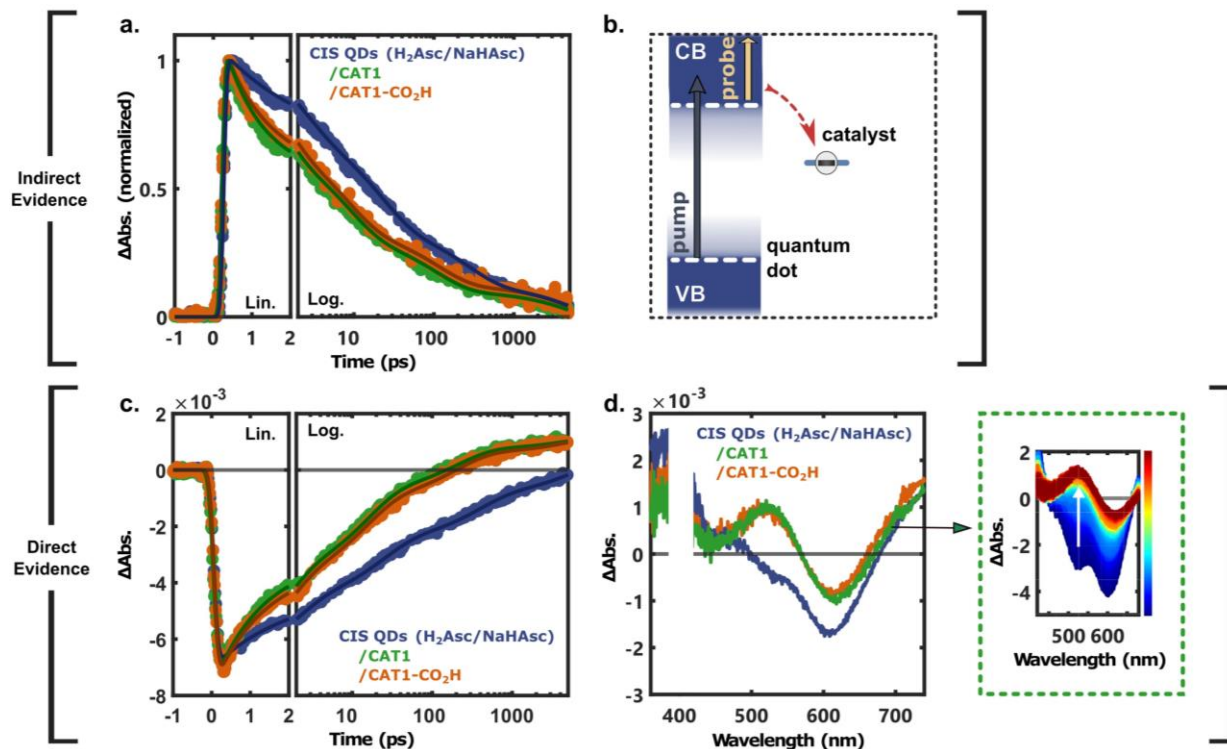 Indirect
Evidence
a.
ΔAbs. (normalized)
1
0.5
0
CIS QDs (H₂Asc/NaHAsc)
/CAT1
/CAT1-CO₂H
Lin.
Log.
-1 0 1 2 10 100 1000
Time (ps)
b.
CB
probe
catalyst
pump
quantum
dot
VB
Direct
Evidence
c.
×10⁻³
ΔAbs.
2
0
-2
-4
-6
-8
Lin.
Log.
CIS QDs (H₂Asc/NaHAsc)
/CAT1
/CAT1-CO₂H
-1 0 1 2 10 100 1000
Time (ps)
d.
×10⁻³
ΔAbs.
3
2
1
0
-1
-2
-3
CIS QDs (H₂Asc/NaHAsc)
/CAT1
/CAT1-CO₂H
400 500 600 700
Wavelength (nm)
ΔAbs.
2
0
-2
-4
500 600
Wavelength (nm)